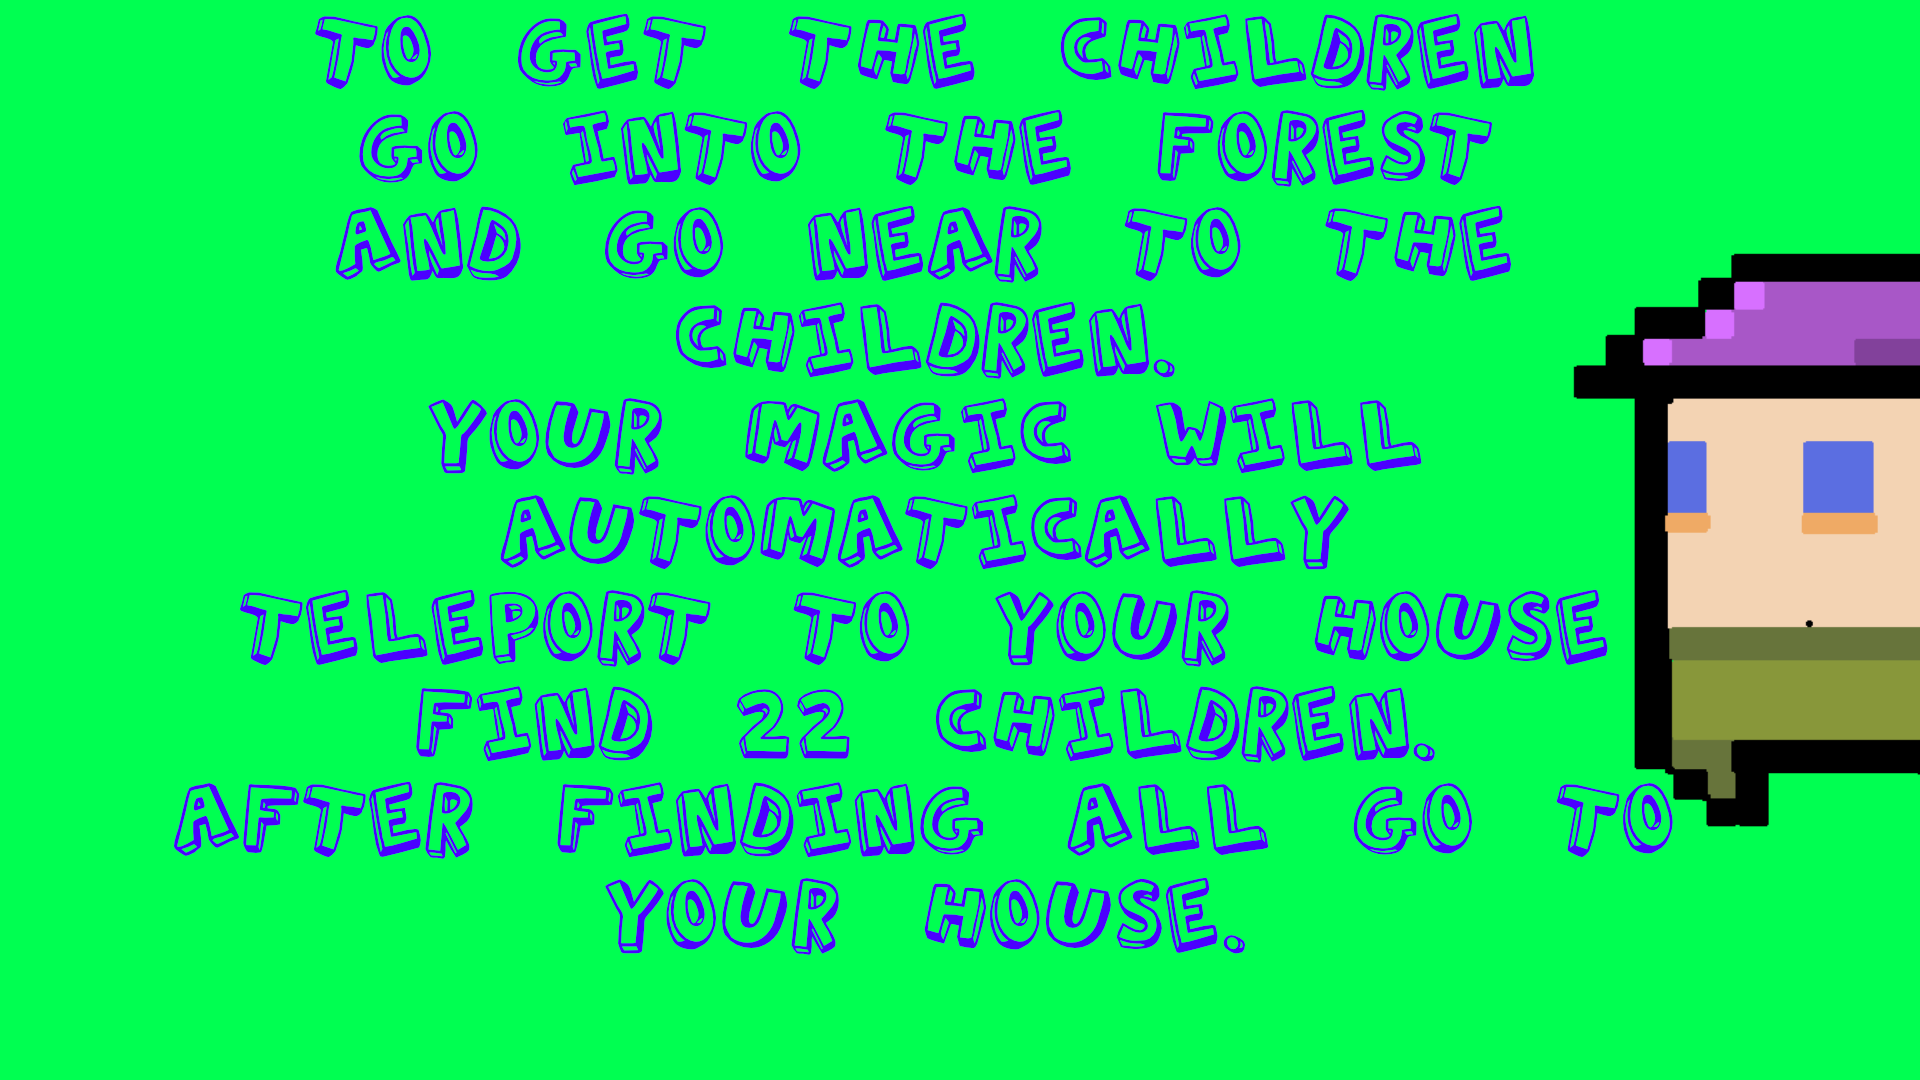 TO GET THE CHILDREN
GO INTO THE FOREST
AND GO NEAR TO THE
CHILDREN.
YOUR MAGIC WILL
AUTOMATICALLY
TELEPORT TO YOUR HOUSE
FIND 22 CHILDREN.
AFTER FINDING ALL GO TO
YOUR HOUSE.